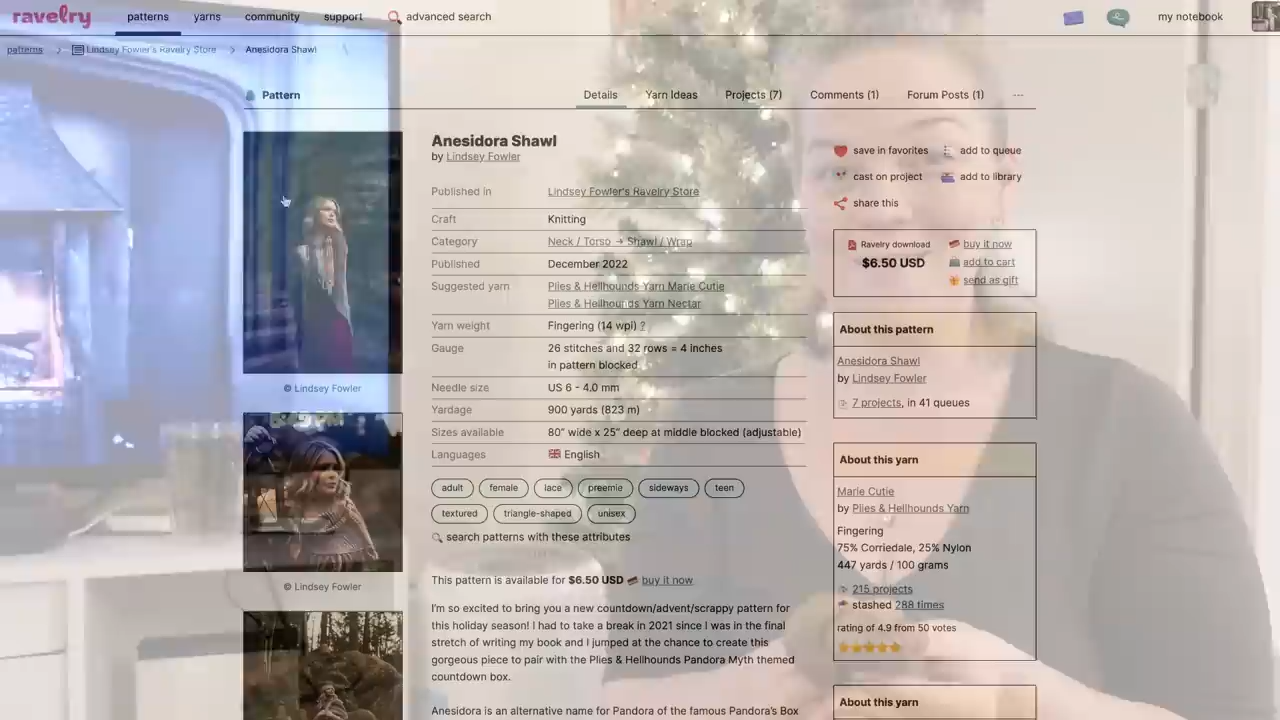 ravelry
patterns yarns community support advanced search my notebook
patterns Lindsey Fowler's Ravelry Store Anesidora Shawl
Pattern Details Yarn Ideas Projects (7) Comments (1) Forum Posts (1) ...
Anesidora Shawl
by Lindsey Fowler
Published in Lindsey Fowler's Ravelry Store
Craft Knitting
Category Neck / Torso → Shawl / Wrap
Published December 2022
Suggested yarn Plies & Hellhounds Yarn Marie Cutie
Plies & Hellhounds Yarn Nectar
Yarn weight Fingering (14 wpi) ?
Gauge 26 stitches and 32 rows = 4 inches
in pattern blocked
Needle size US 6 - 4.0 mm
Yardage 900 yards (823 m)
Sizes available 80" wide x 25" deep at middle blocked (adjustable)
Languages English
adult female lace preemie sideways teen
textured triangle-shaped unisex
search patterns with these attributes
This pattern is available for $6.50 USD buy it now
I'm so excited to bring you a new countdown/advent/scrappy pattern for
this holiday season! I had to take a break in 2021 since I was in the final
stretch of writing my book and I jumped at the chance to create this
gorgeous piece to pair with the Plies & Hellhounds Pandora Myth themed
countdown box.
Anesidora is an alternative name for Pandora of the famous Pandora's Box
© Lindsey Fowler
© Lindsey Fowler
save in favorites add to queue
cast on project add to library
share this
Ravelry download buy it now
$6.50 USD add to cart
send as gift
About this pattern
Anesidora Shawl
by Lindsey Fowler
7 projects, in 41 queues
About this yarn
Marie Cutie
by Plies & Hellhounds Yarn
Fingering
75% Corriedale, 25% Nylon
447 yards / 100 grams
215 projects
stashed 288 times
rating of 4.9 from 50 votes
About this yarn